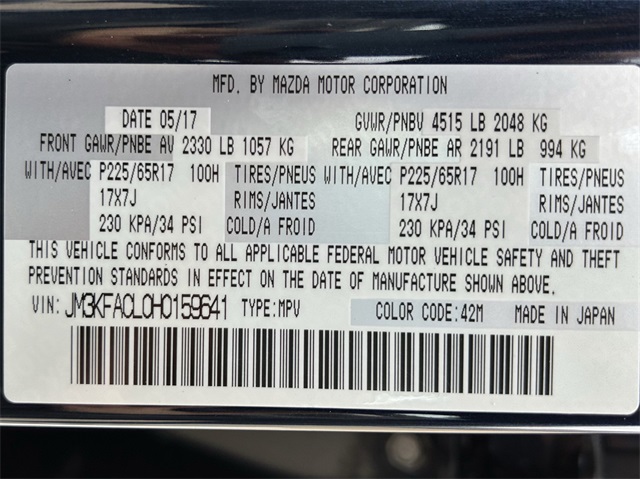 MFD. BY MAZDA MOTOR CORPORATION
DATE 05/17 GVWR/PNBV 4515 LB 2048 KG
FRONT GAWR/PNBE AV 2330 LB 1057 KG REAR GAWR/PNBE AR 2191 LB 994 KG
WITH/AVEC P225/65R17 100H TIRES/PNEUS WITH/AVEC P225/65R17 100H TIRES/PNEUS
17X7J RIMS/JANTES 17X7J RIMS/JANTES
230 KPA/34 PSI COLD/A FROID 230 KPA/34 PSI COLD/A FROID
THIS VEHICLE CONFORMS TO ALL APPLICABLE FEDERAL MOTOR VEHICLE SAFETY AND THEFT
PREVENTION STANDARDS IN EFFECT ON THE DATE OF MANUFACTURE SHOWN ABOVE.
VIN: JM3KFACL0H0159641 TYPE:MPV COLOR CODE:42M MADE IN JAPAN